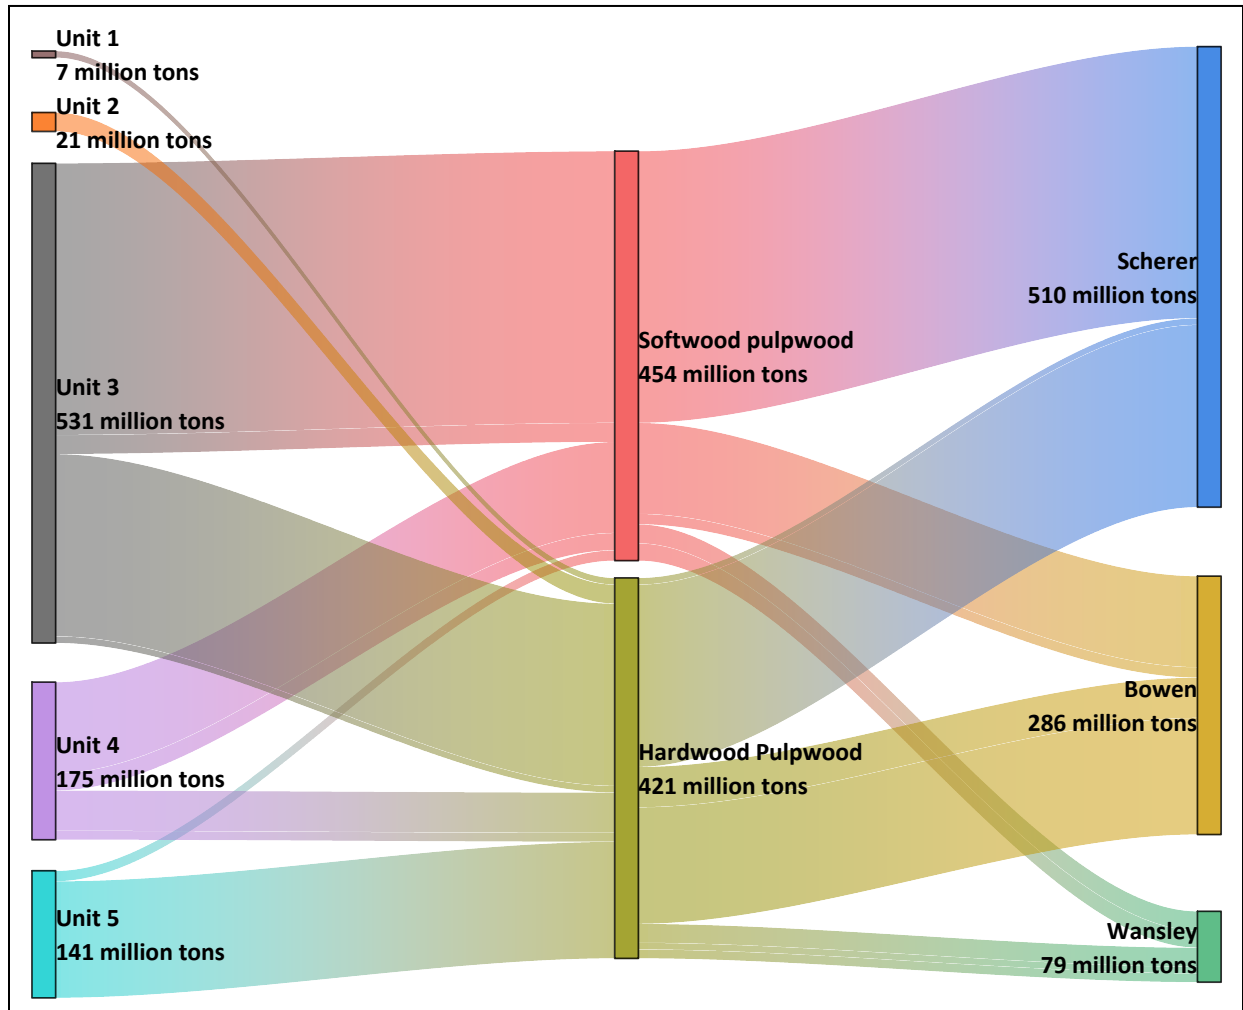 Unit 1
7 million tons
Unit 2
21 million tons
Unit 3
531 million tons
Unit 4
175 million tons
Unit 5
141 million tons
Softwood pulpwood
454 million tons
Hardwood Pulpwood
421 million tons
Scherer
510 million tons
Bowen
286 million tons
Wansley
79 million tons